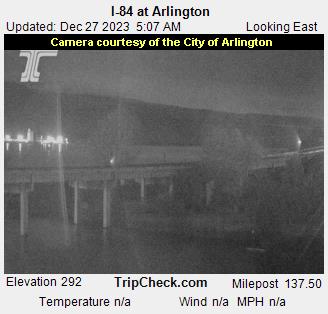 I-84 at Arlington
Updated: Dec 27 2023 5:07 AM Looking East
Camera courtesy of the City of Arlington
Elevation 292 TripCheck.com Milepost 137.50
Temperature n/a Wind n/a MPH n/a